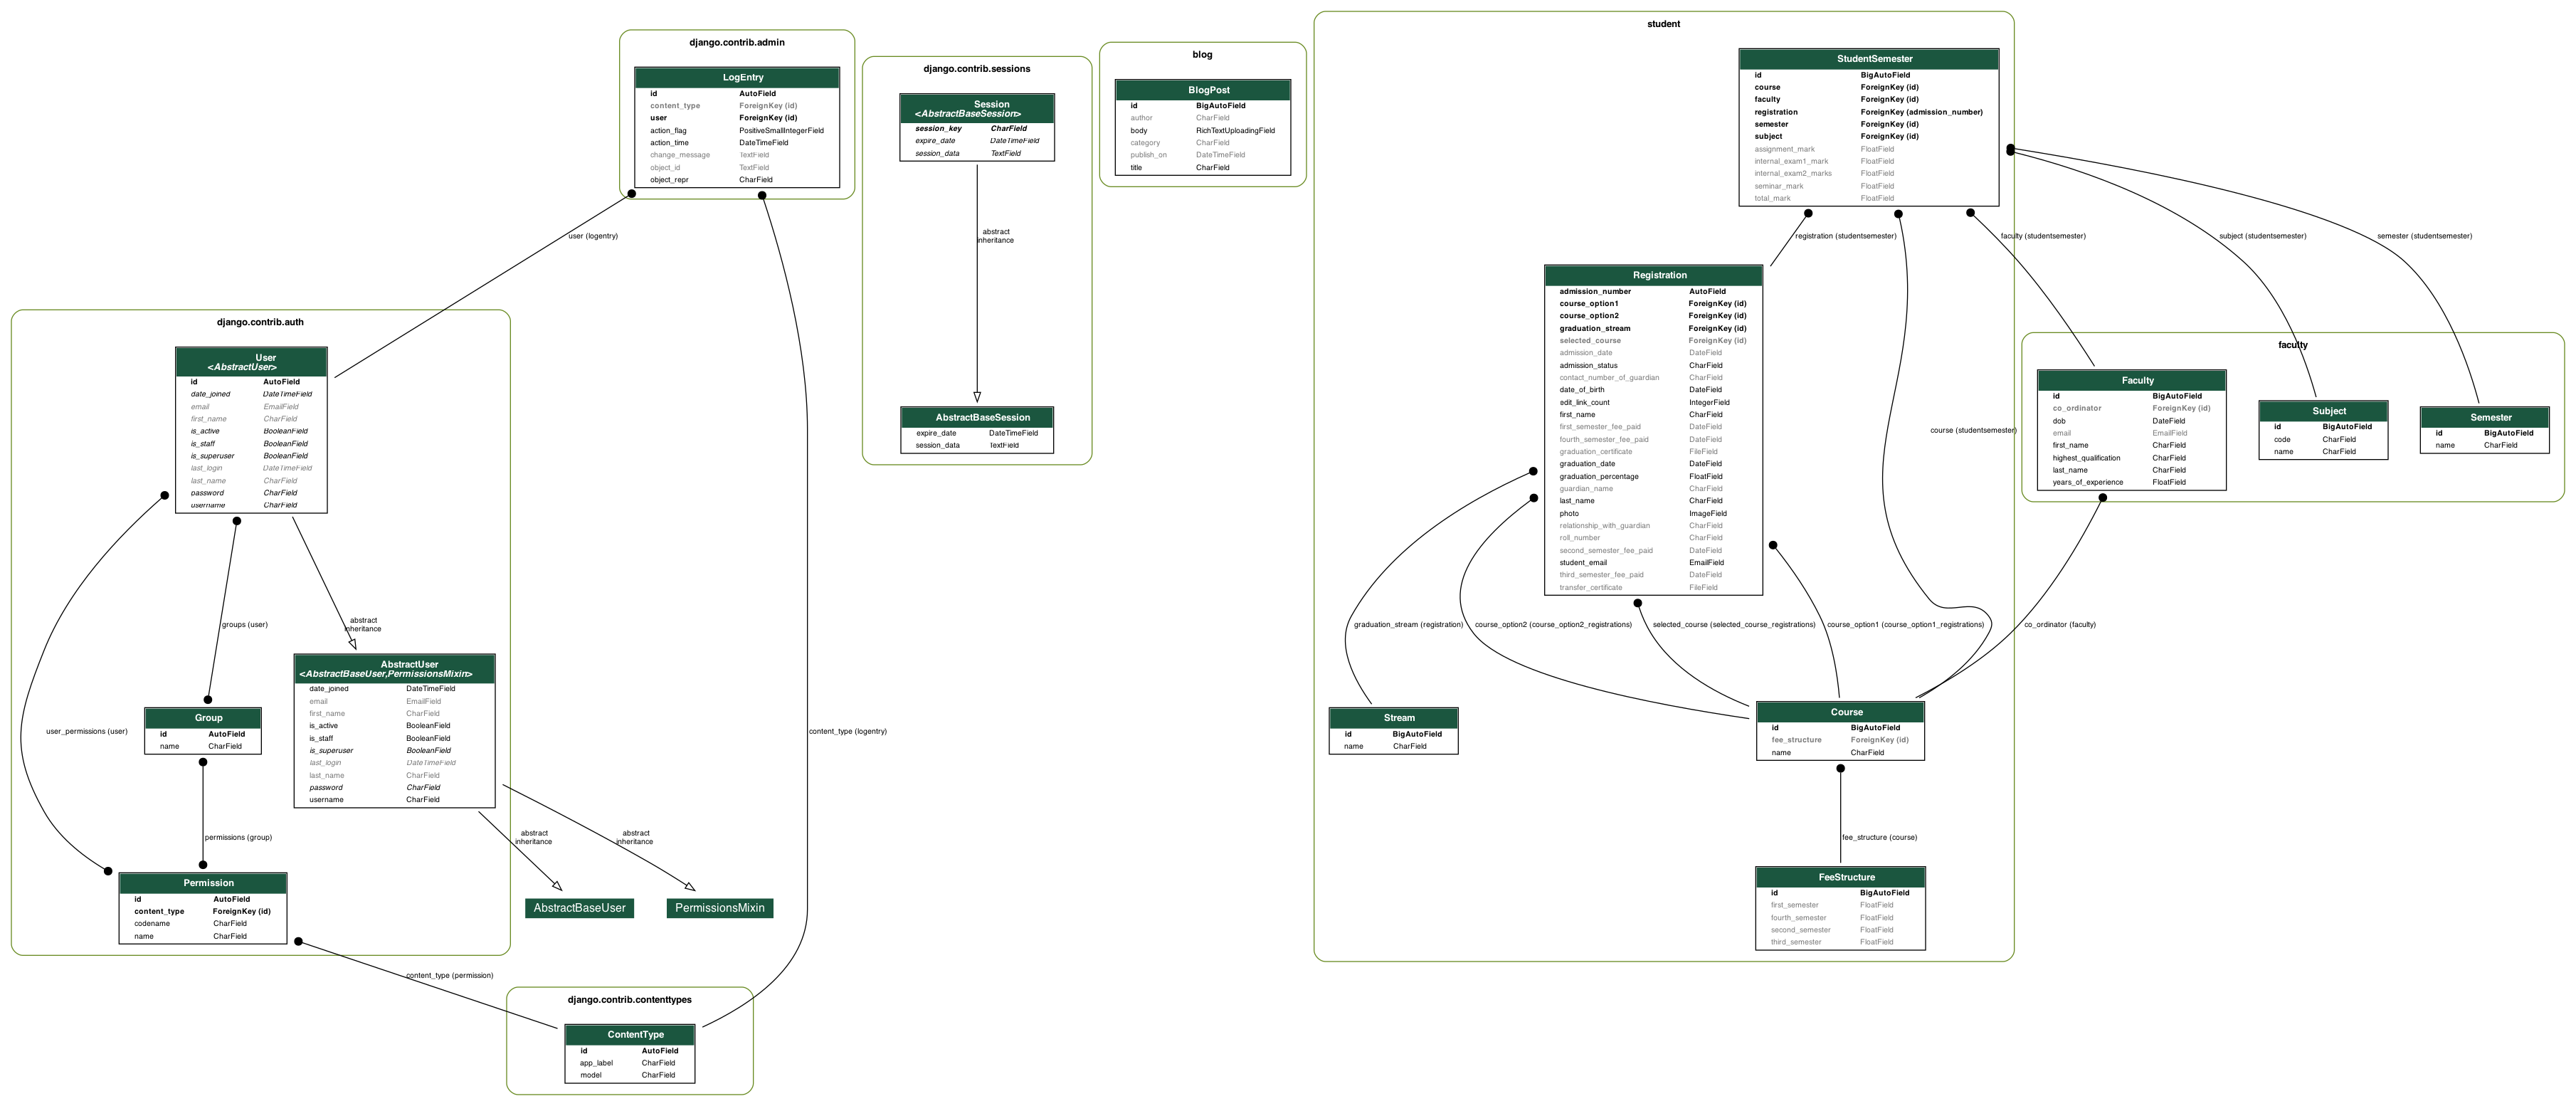 django.contrib.admin
LogEntry
id AutoField
content_type ForeignKey (id)
user ForeignKey (id)
action_flag PositiveSmallIntegerField
action_time DateTimeField
change_message TextField
object_id TextField
object_repr CharField
django.contrib.sessions
Session
<AbstractBaseSession>
session_key CharField
expire_date DateTimeField
session_data TextField
abstract
inheritance
AbstractBaseSession
expire_date DateTimeField
session_data TextField
blog
BlogPost
id BigAutoField
author CharField
body RichTextUploadingField
category CharField
publish_on DateTimeField
title CharField
student
StudentSemester
id BigAutoField
course ForeignKey (id)
faculty ForeignKey (id)
registration ForeignKey (admission_number)
semester ForeignKey (id)
subject ForeignKey (id)
assignment_mark FloatField
internal_exam1_mark FloatField
internal_exam2_marks FloatField
seminar_mark FloatField
total_mark FloatField
user (logentry)
registration (studentsemester)
faculty (studentsemester)
subject (studentsemester)
semester (studentsemester)
Registration
admission_number AutoField
course_option1 ForeignKey (id)
course_option2 ForeignKey (id)
graduation_stream ForeignKey (id)
selected_course ForeignKey (id)
admission_date DateField
admission_status CharField
contact_number_of_guardian CharField
date_of_birth DateField
edit_link_count IntegerField
first_name CharField
first_semester_fee_paid DateField
fourth_semester_fee_paid DateField
graduation_certificate FileField
graduation_date DateField
graduation_percentage FloatField
guardian_name CharField
last_name CharField
photo ImageField
relationship_with_guardian CharField
roll_number CharField
second_semester_fee_paid DateField
student_email EmailField
third_semester_fee_paid DateField
transfer_certificate FileField
course (studentsemester)
faculty
Faculty
id BigAutoField
co_ordinator ForeignKey (id)
dob DateField
email EmailField
first_name CharField
highest_qualification CharField
last_name CharField
years_of_experience FloatField
Subject
id BigAutoField
code CharField
name CharField
Semester
id BigAutoField
name CharField
django.contrib.auth
User
<AbstractUser>
id AutoField
date_joined DateTimeField
email EmailField
first_name CharField
is_active BooleanField
is_staff BooleanField
is_superuser BooleanField
last_login DateTimeField
last_name CharField
password CharField
username CharField
groups (user)
abstract
inheritance
graduation_stream (registration)
course_option2 (course_option2_registrations)
selected_course (selected_course_registrations)
course_option1 (course_option1_registrations)
co_ordinator (faculty)
AbstractUser
<AbstractBaseUser,PermissionsMixin>
date_joined DateTimeField
email EmailField
first_name CharField
is_active BooleanField
is_staff BooleanField
is_superuser BooleanField
last_login DateTimeField
last_name CharField
password CharField
username CharField
Group
id AutoField
name CharField
user_permissions (user)
content_type (logentry)
Stream
id BigAutoField
name CharField
Course
id BigAutoField
fee_structure ForeignKey (id)
name CharField
permissions (group)
abstract
inheritance
abstract
inheritance
fee_structure (course)
Permission
id AutoField
content_type ForeignKey (id)
codename CharField
name CharField
AbstractBaseUser
PermissionsMixin
FeeStructure
id BigAutoField
first_semester FloatField
fourth_semester FloatField
second_semester FloatField
third_semester FloatField
content_type (permission)
django.contrib.contenttypes
ContentType
id AutoField
app_label CharField
model CharField